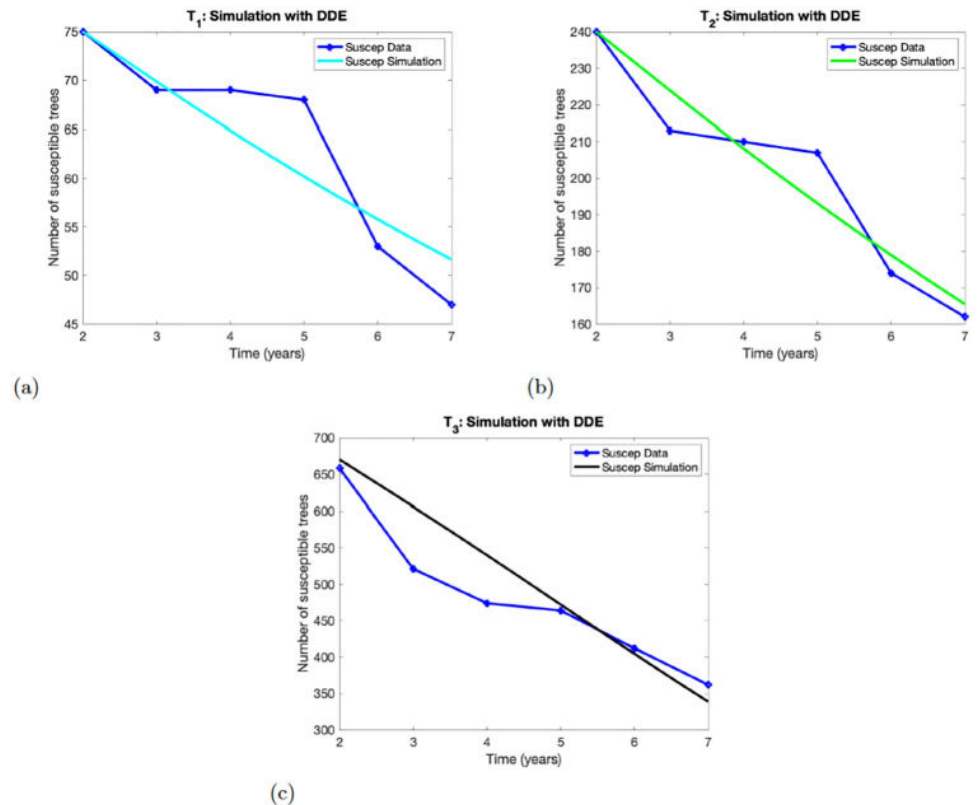 T1: Simulation with DDE
Suscep Data
Suscep Simulation
Number of susceptible trees
75
70
65
60
55
50
45
2 3 4 5 6 7
Time (years)
(a)
T2: Simulation with DDE
Suscep Data
Suscep Simulation
Number of susceptible trees
240
230
220
210
200
190
180
170
160
2 3 4 5 6 7
Time (years)
(b)
T3: Simulation with DDE
Suscep Data
Suscep Simulation
Number of susceptible trees
700
650
600
550
500
450
400
350
300
2 3 4 5 6 7
Time (years)
(c)